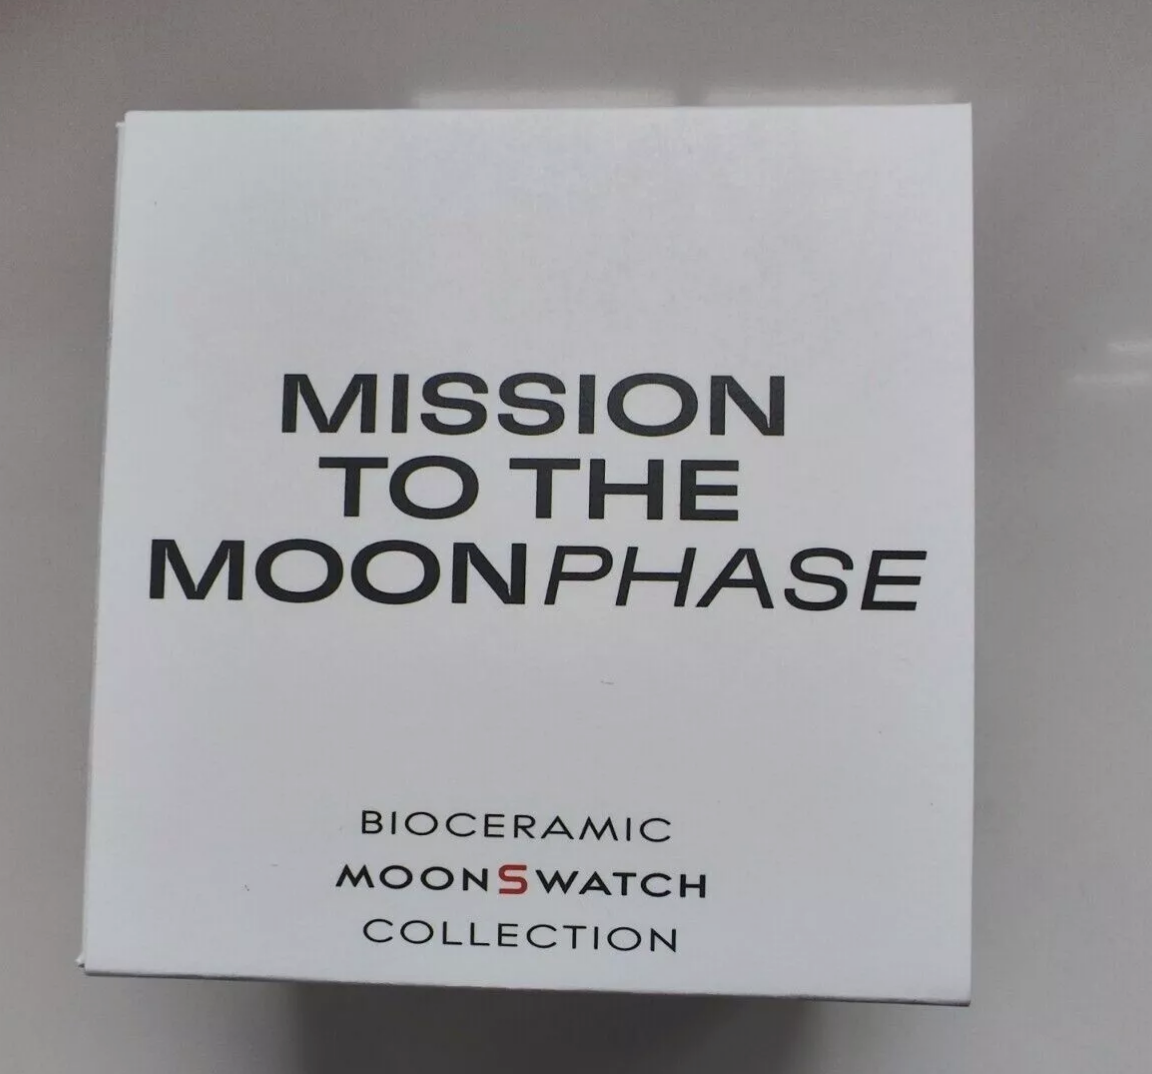 MISSION
TO THE
MOONPHASE
BIOCERAMIC
MOONSWATCH
COLLECTION